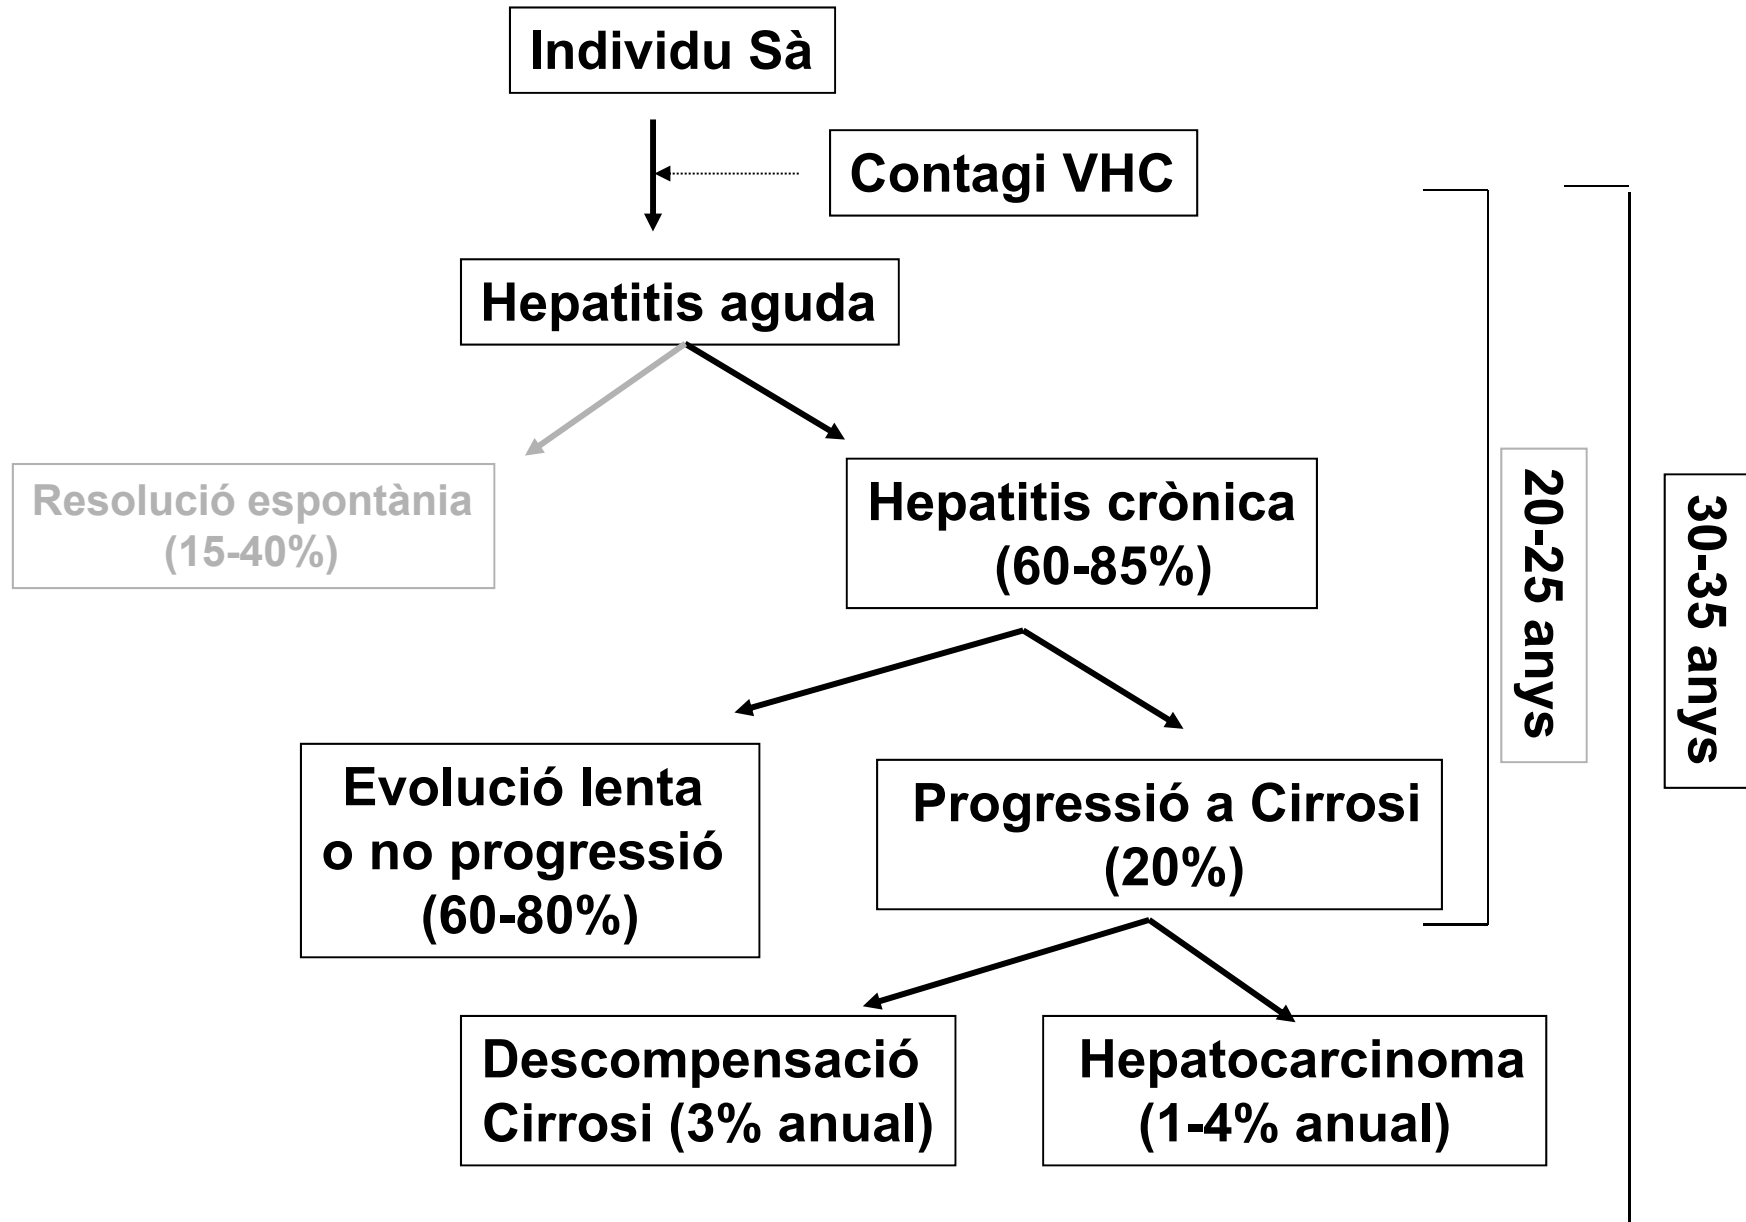 Individu Sà
Contagi VHC
Hepatitis aguda
Resolució espontània
(15-40%)
Hepatitis crònica
(60-85%)
20-25 anys
30-35 anys
Evolució lenta
o no progressió
(60-80%)
Progressió a Cirrosi
(20%)
Descompensació
Cirrosi (3% anual)
Hepatocarcinoma
(1-4% anual)